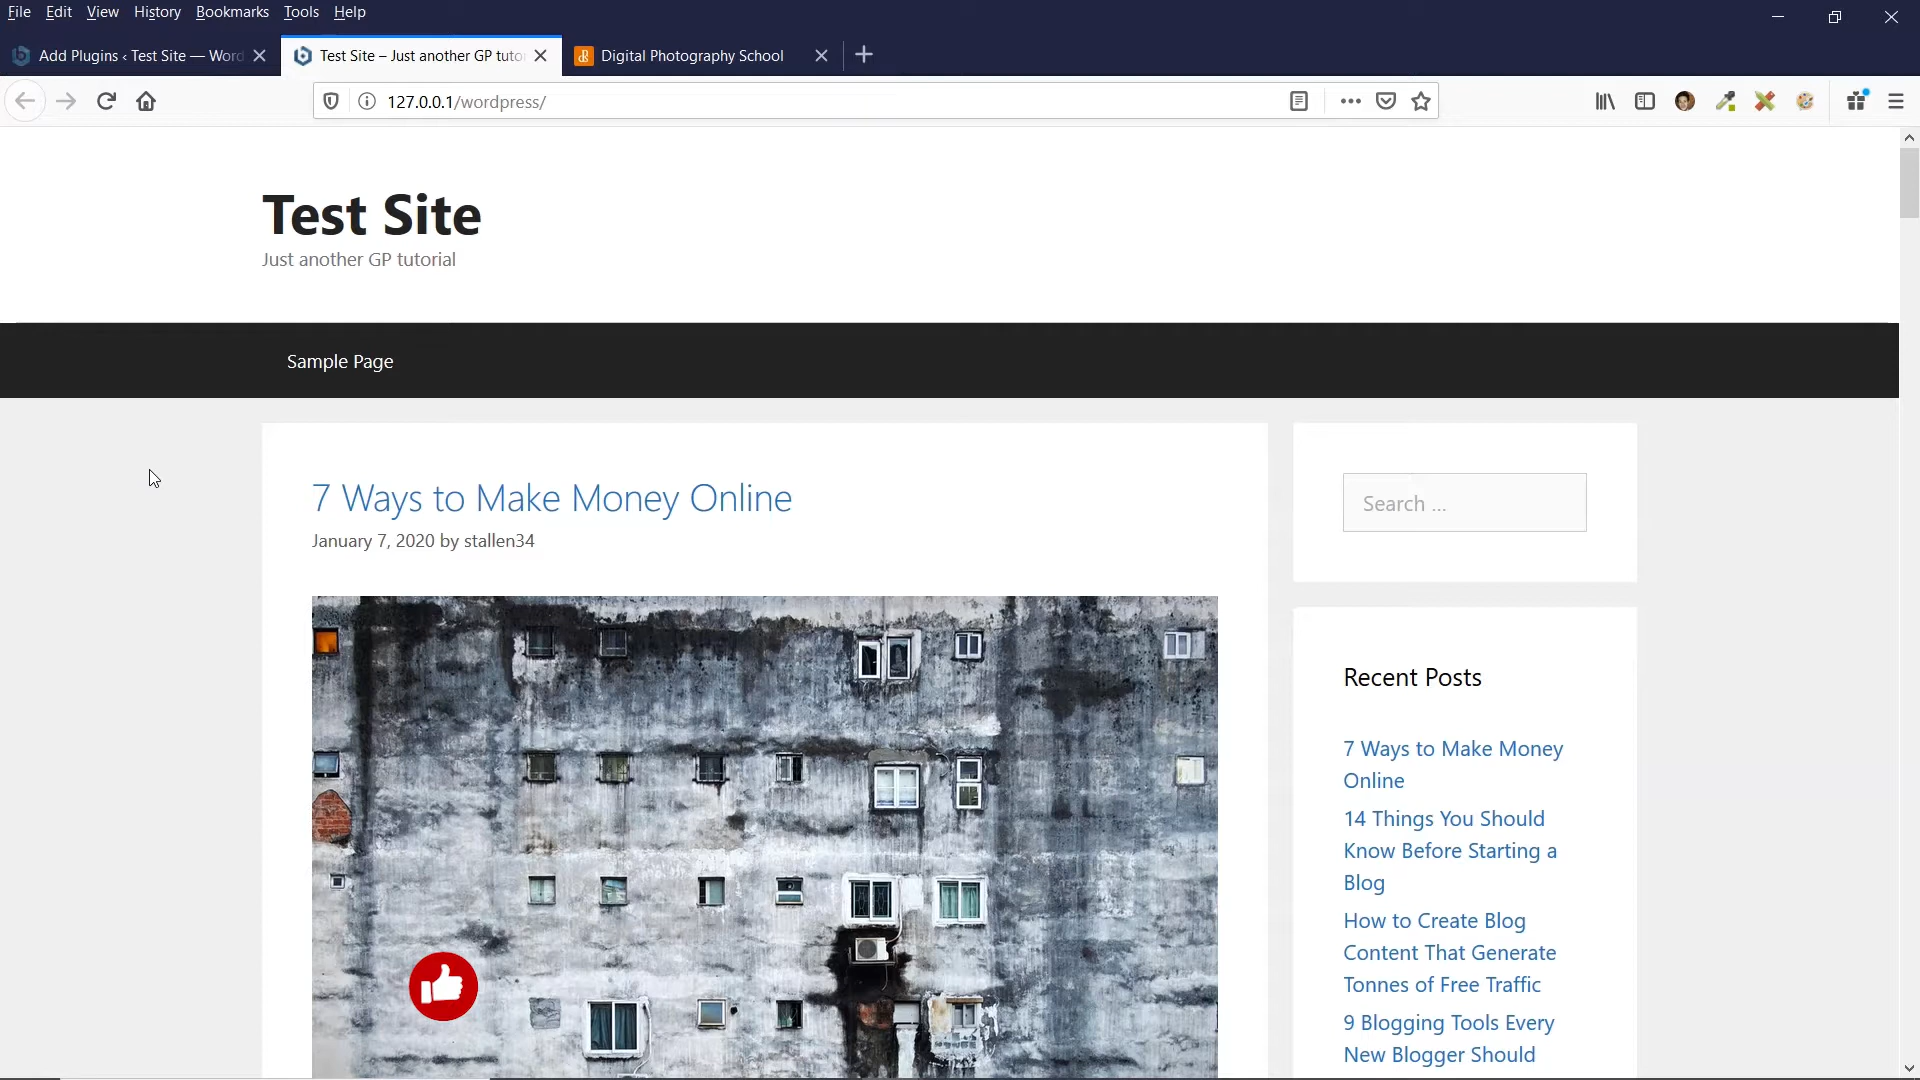 File Edit View History Bookmarks Tools Help
Add Plugins ‹ Test Site — Word
Test Site – Just another GP tuto
Digital Photography School
127.0.0.1/wordpress/
Test Site
Just another GP tutorial
Sample Page
7 Ways to Make Money Online
January 7, 2020 by stallen34
Search ...
Recent Posts
7 Ways to Make Money
Online
14 Things You Should
Know Before Starting a
Blog
How to Create Blog
Content That Generate
Tonnes of Free Traffic
9 Blogging Tools Every
New Blogger Should